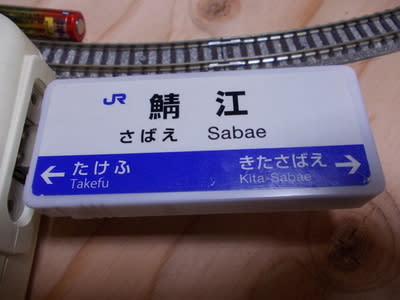 JR 鯖江
さばえ Sabae
← たけふ きたさばえ →
Takefu Kita-Sabae